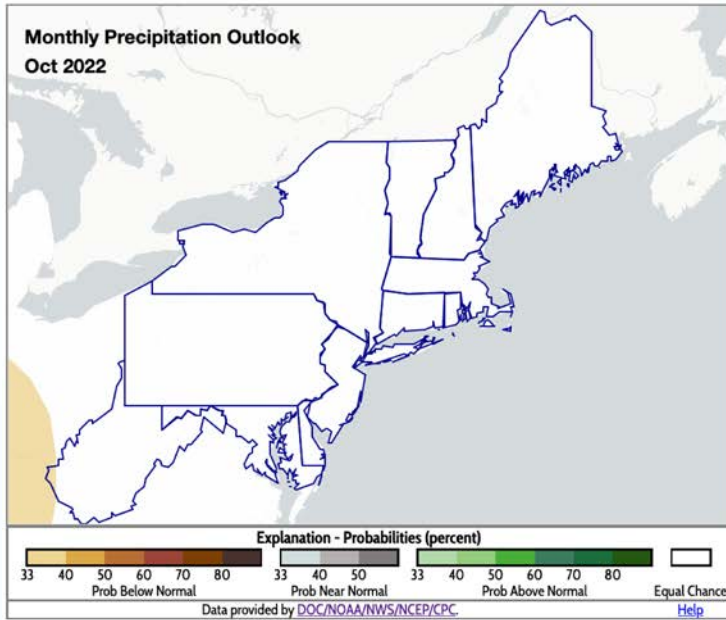 Monthly Precipitation Outlook
Oct 2022
Explanation - Probabilities (percent)
33 40 50 60 70 80
33 40 50
33 40 50 60 70 80
Prob Below Normal
Prob Near Normal
Prob Above Normal
Equal Chance
Data provided by DOC/NOAA/NWS/NCEP/CPC.
Help